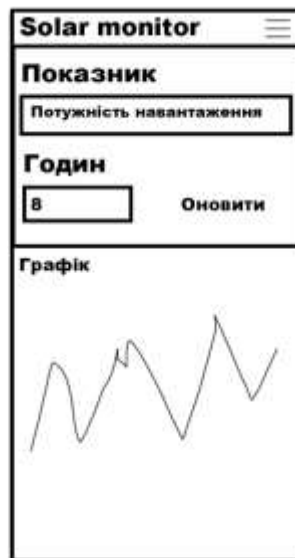 Solar monitor
Показник
Потужність навантаження
Годин
8 Оновити
Графік